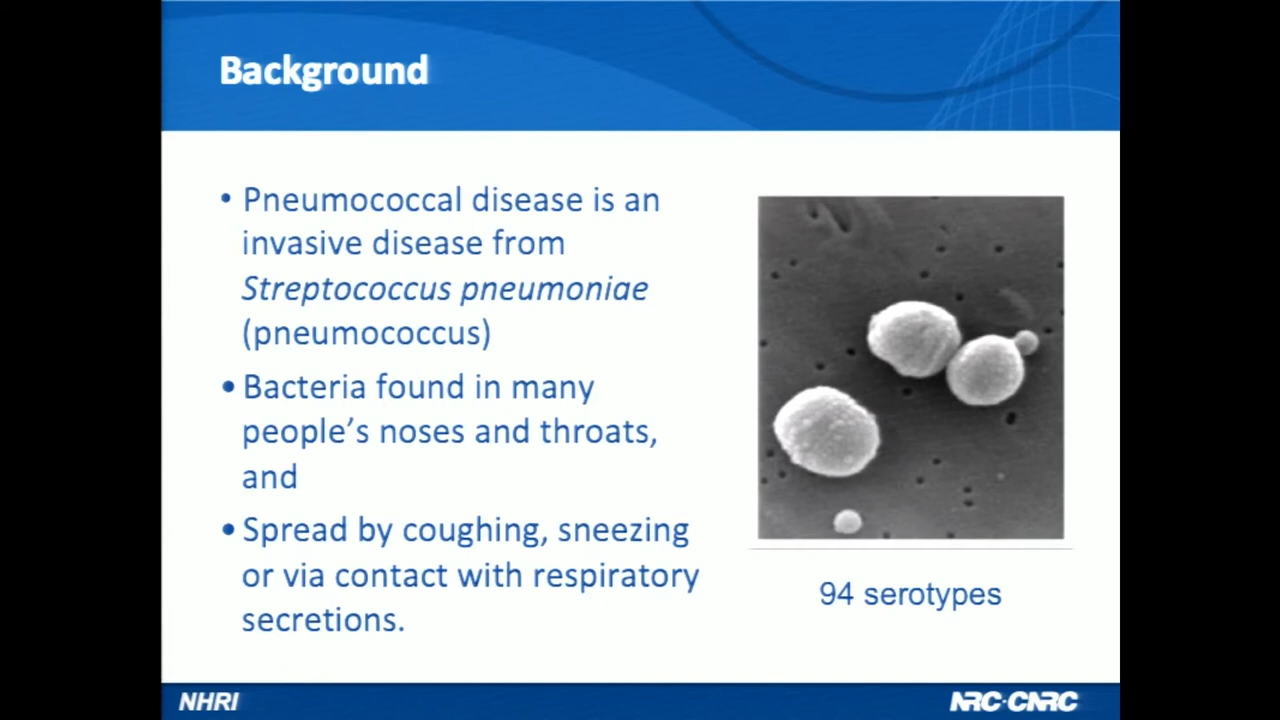 Background
• Pneumococcal disease is an
invasive disease from
Streptococcus pneumoniae
(pneumococcus)
• Bacteria found in many
people’s noses and throats,
and
• Spread by coughing, sneezing
or via contact with respiratory
secretions.
94 serotypes
NHRI
NRC·CNRC